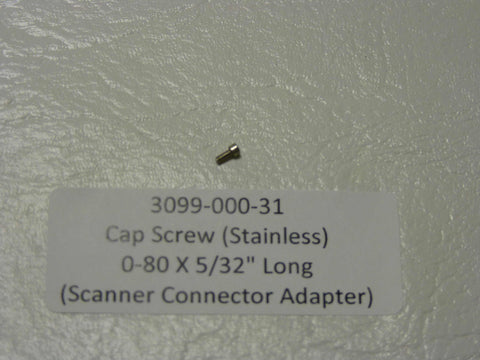 3099-000-31
Cap Screw (Stainless)
0-80 X 5/32" Long
(Scanner Connector Adapter)